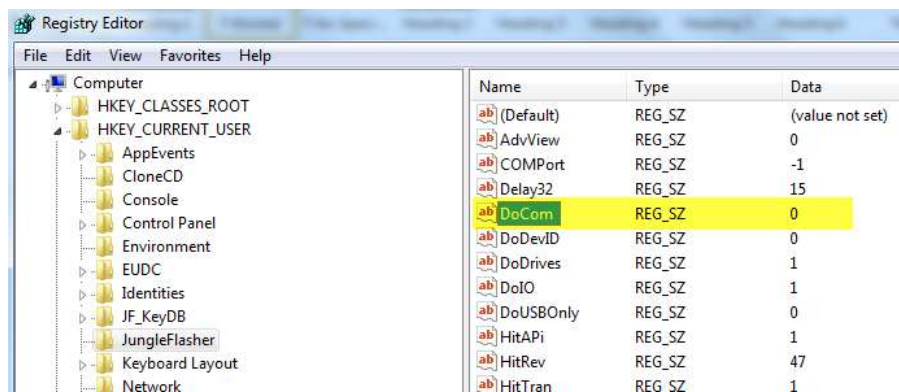 Registry Editor
File Edit View Favorites Help
Computer
HKEY_CLASSES_ROOT
HKEY_CURRENT_USER
AppEvents
CloneCD
Console
Control Panel
Environment
EUDC
Identities
JF_KeyDB
JungleFlasher
Keyboard Layout
Network
Name Type Data
(Default) REG_SZ (value not set)
AdvView REG_SZ 0
COMPort REG_SZ -1
Delay32 REG_SZ 15
DoCom REG_SZ 0
DoDevID REG_SZ 0
DoDrives REG_SZ 1
DoIO REG_SZ 1
DoUSBOnly REG_SZ 0
HitAPi REG_SZ 1
HitRev REG_SZ 47
HitTran REG_SZ 1